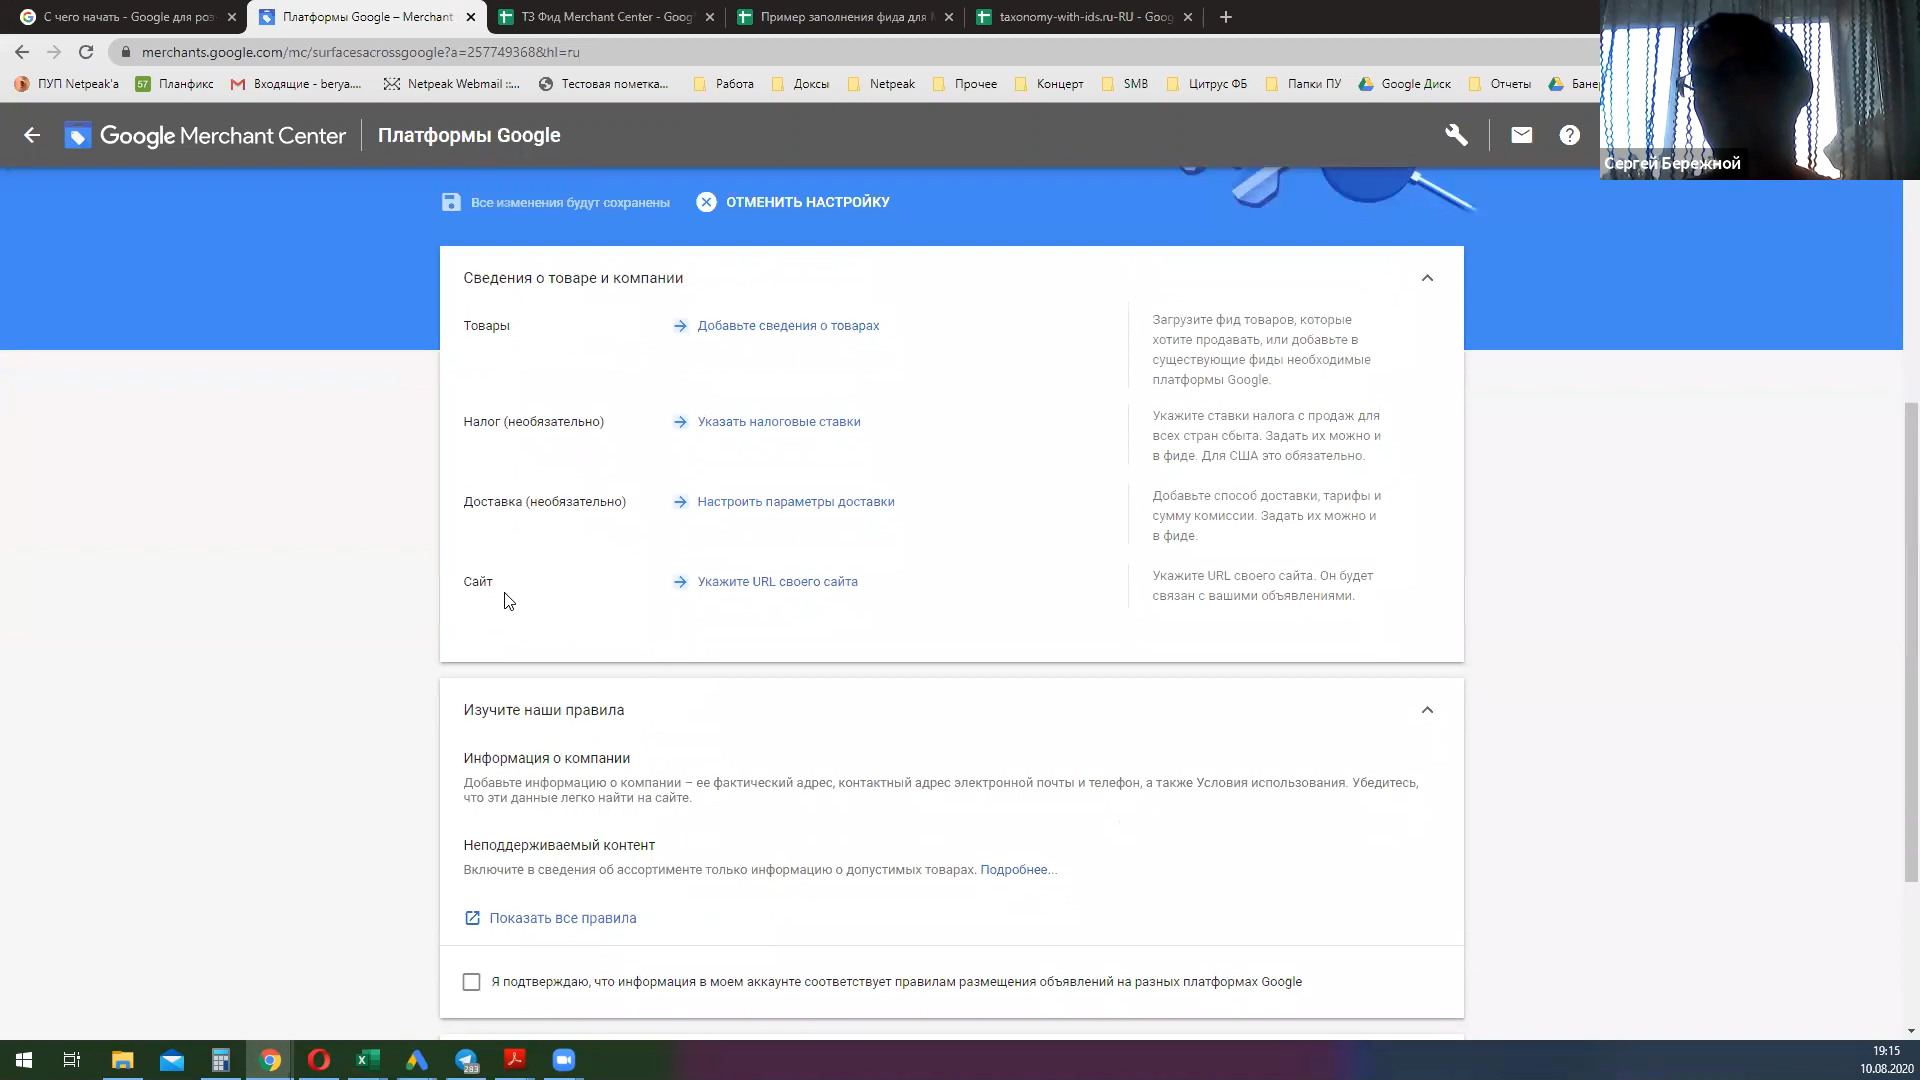 С чего начать - Google для роз
Платформы Google – Merchant
ТЗ Фид Merchant Center - Goog
Пример заполнения фида для M
taxonomy-with-ids.ru-RU - Goog
merchants.google.com/mc/surfacesacrossgoogle?a=257749368&hl=ru
ПУП Netpeak'а
57
Планфикс
Входящие - berya....
Netpeak Webmail ::...
Тестовая пометка...
Работа
Доксы
Netpeak
Прочее
Концерт
SMB
Цитрус ФБ
Папки ПУ
Google Диск
Отчеты
Бане
Google Merchant Center
Платформы Google
Сергей Бережной
Все изменения будут сохранены
ОТМЕНИТЬ НАСТРОЙКУ
Сведения о товаре и компании
Товары
Добавьте сведения о товарах
Загрузите фид товаров, которые
хотите продавать, или добавьте в
существующие фиды необходимые
платформы Google.
Налог (необязательно)
Указать налоговые ставки
Укажите ставки налога с продаж для
всех стран сбыта. Задать их можно и
в фиде. Для США это обязательно.
Доставка (необязательно)
Настроить параметры доставки
Добавьте способ доставки, тарифы и
сумму комиссии. Задать их можно и
в фиде.
Сайт
Укажите URL своего сайта
Укажите URL своего сайта. Он будет
связан с вашими объявлениями.
Изучите наши правила
Информация о компании
Добавьте информацию о компании – ее фактический адрес, контактный адрес электронной почты и телефон, а также Условия использования. Убедитесь,
что эти данные легко найти на сайте.
Неподдерживаемый контент
Включите в сведения об ассортименте только информацию о допустимых товарах. Подробнее...
Показать все правила
Я подтверждаю, что информация в моем аккаунте соответствует правилам размещения объявлений на разных платформах Google
283
19:15
10.08.2020